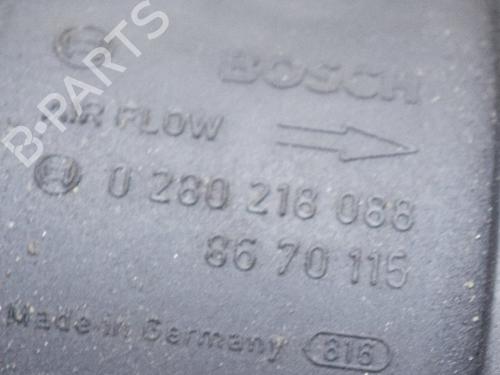 BOSCH
AIR FLOW
0 280 218 088
86 70 115
Made in Germany 816
B-PARTS